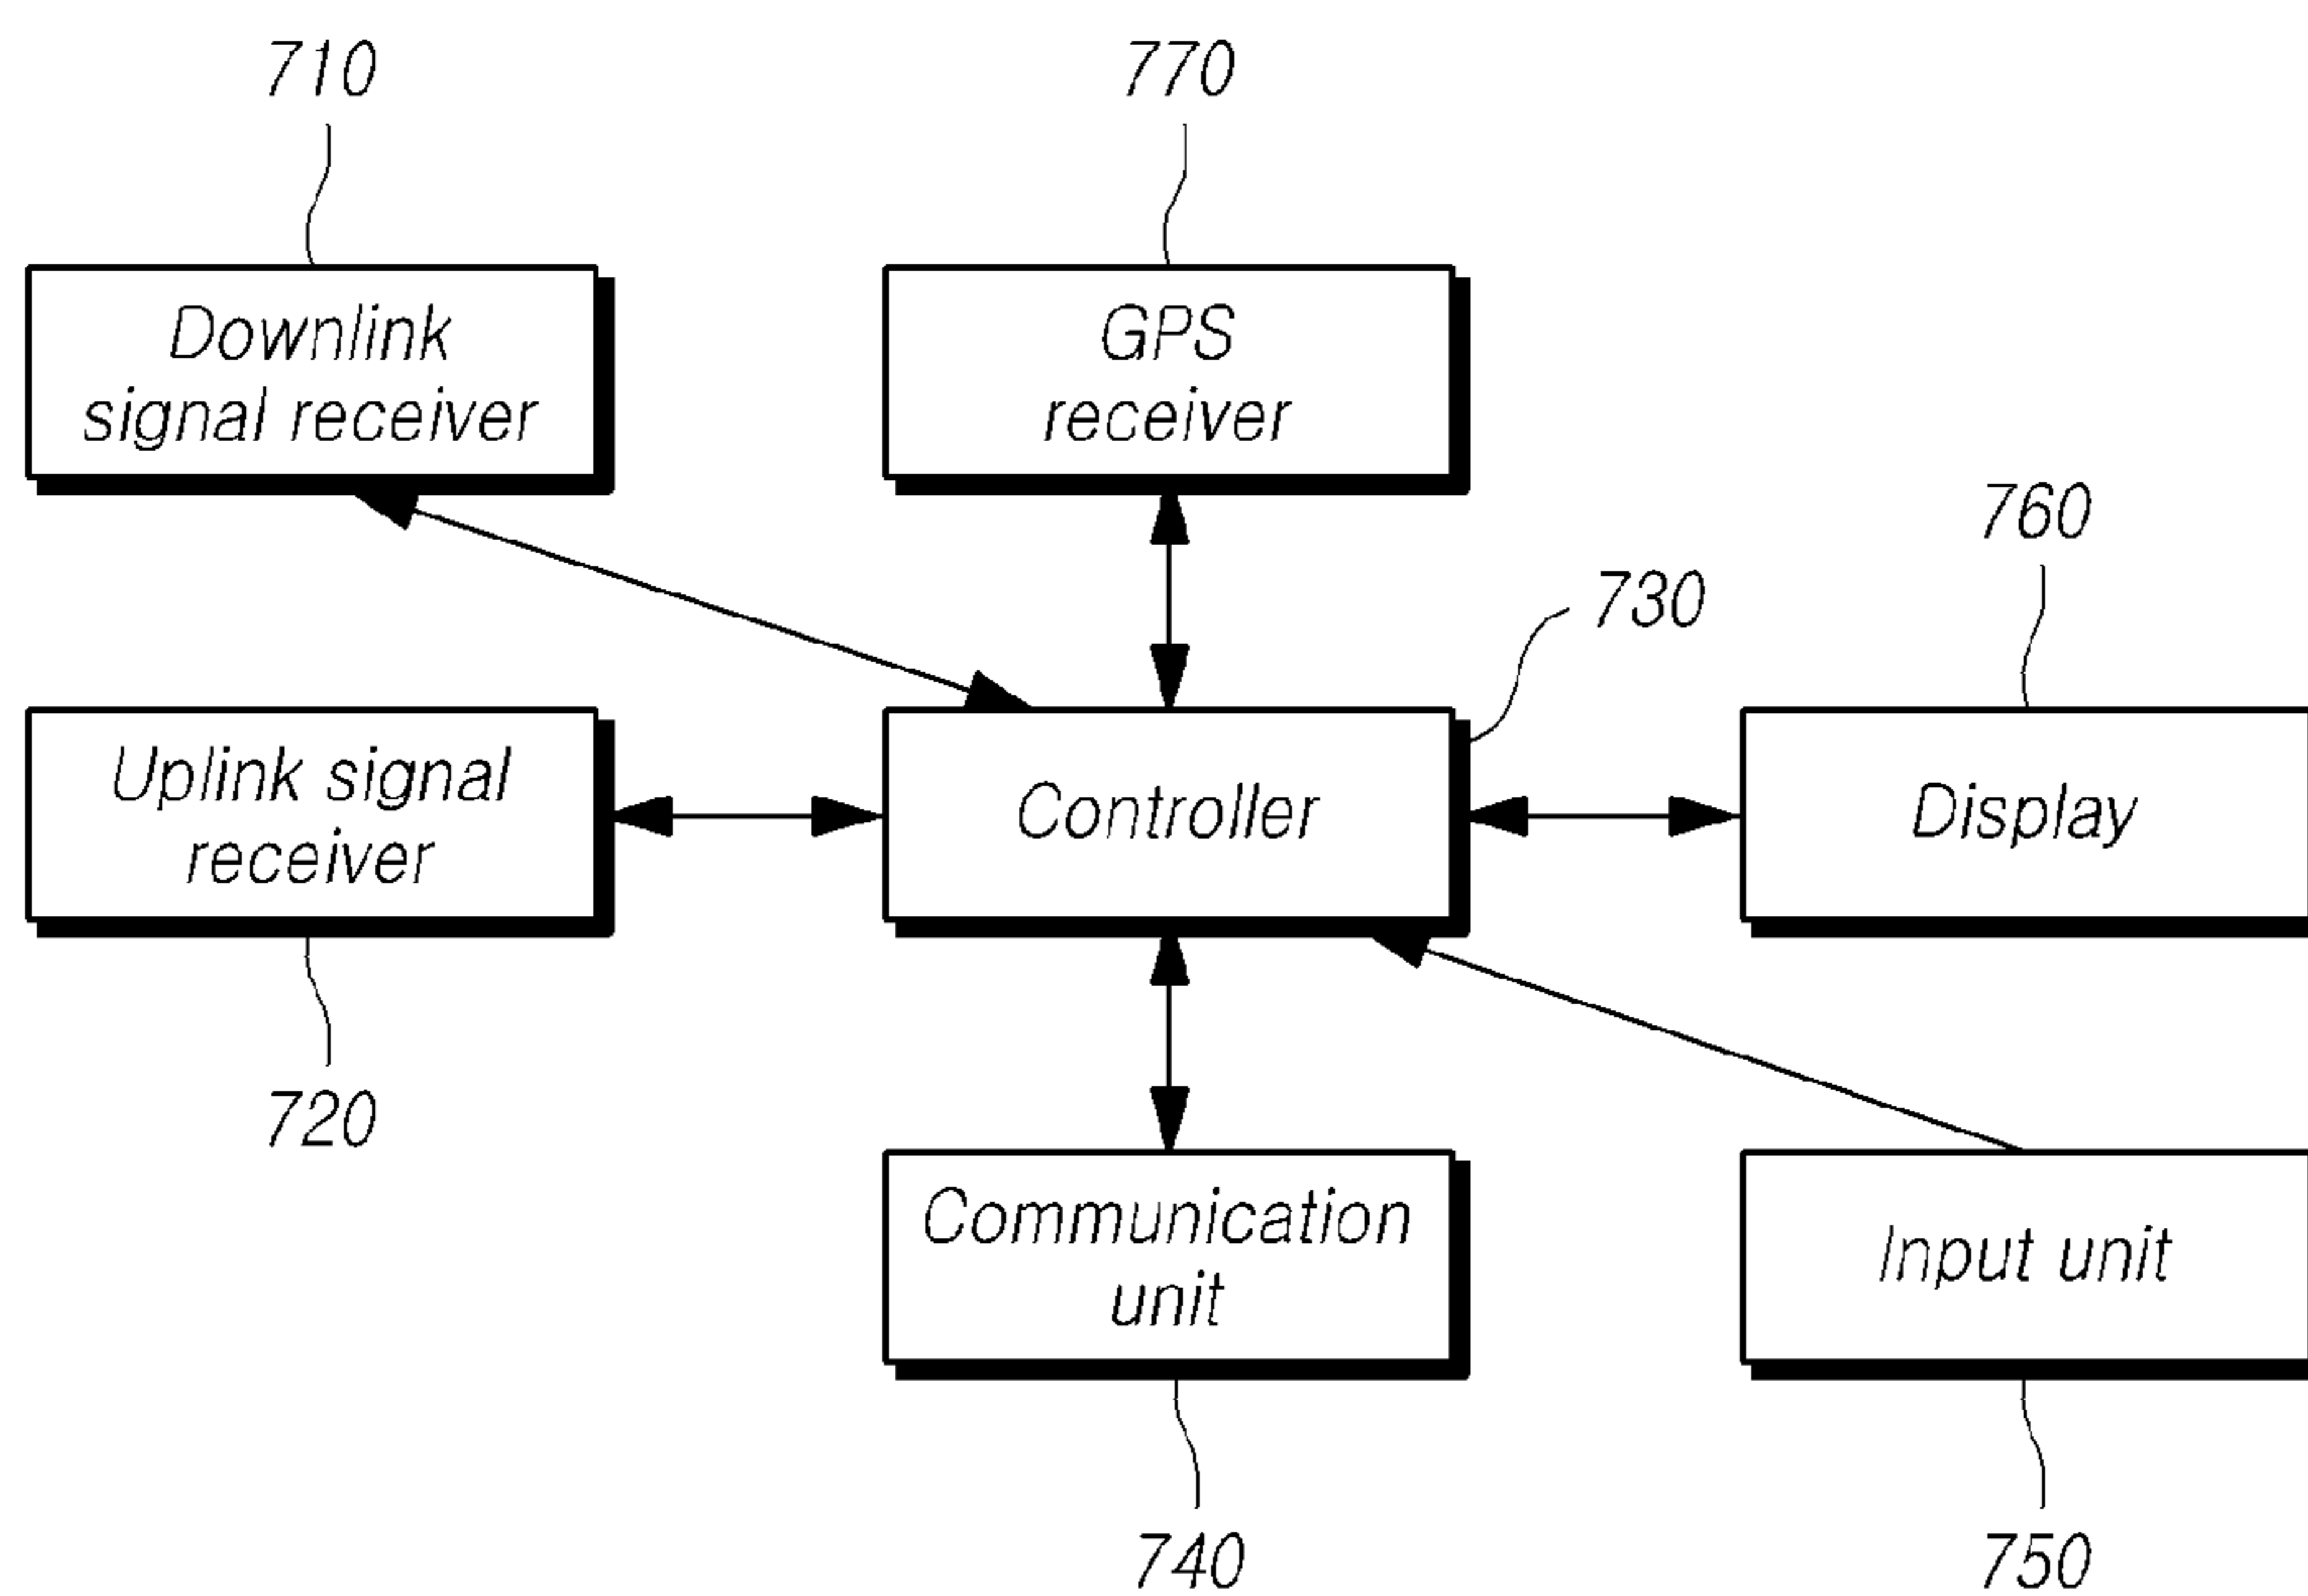 710
770
Downlink
signal receiver
GPS
receiver
760
730
Uplink signal
receiver
Controller
Display
720
Communication
unit
Input unit
740
750